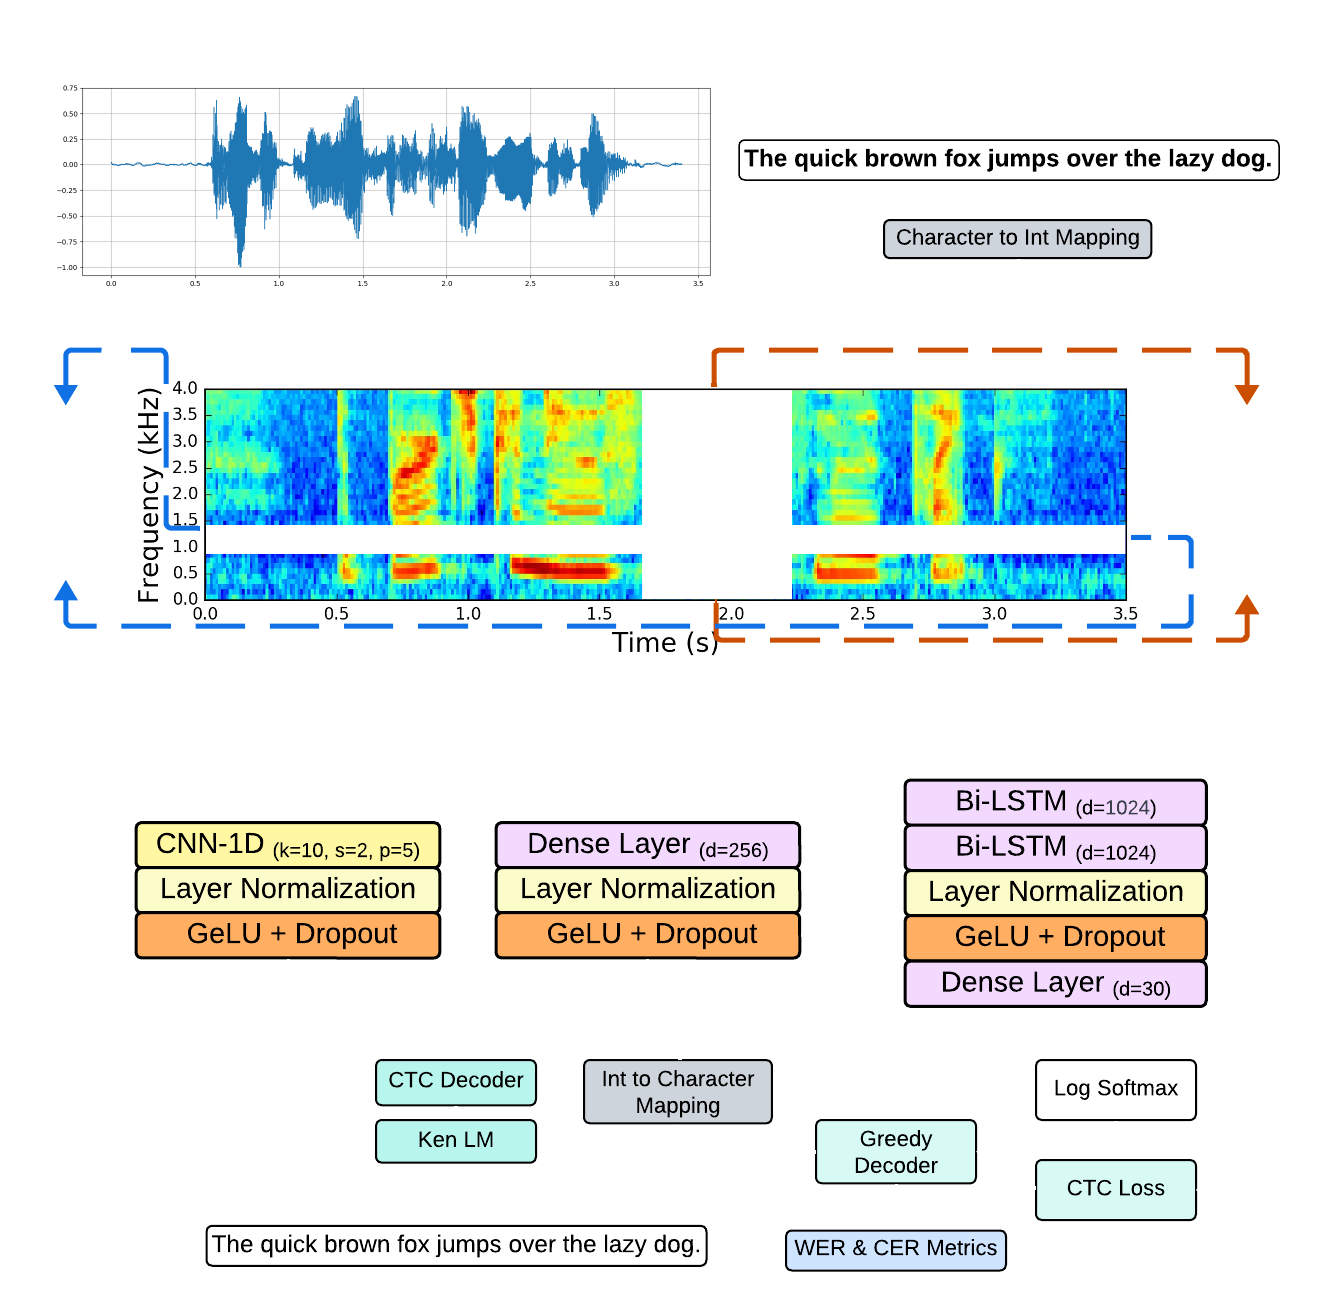 0.75
0.50
0.25
0.00
−0.25
−0.50
−0.75
−1.00
0.0 0.5 1.0 1.5 2.0 2.5 3.0 3.5
The quick brown fox jumps over the lazy dog.
Character to Int Mapping
Frequency (kHz)
4.0
3.5
3.0
2.5
2.0
1.5
1.0
0.5
0.0
0.0 0.5 1.0 1.5 2.0 2.5 3.0 3.5
Time (s)
CNN-1D (k=10, s=2, p=5)
Layer Normalization
GeLU + Dropout
Dense Layer (d=256)
Layer Normalization
GeLU + Dropout
Bi-LSTM (d=1024)
Bi-LSTM (d=1024)
Layer Normalization
GeLU + Dropout
Dense Layer (d=30)
CTC Decoder
Ken LM
Int to Character
Mapping
Greedy
Decoder
Log Softmax
CTC Loss
The quick brown fox jumps over the lazy dog.
WER & CER Metrics